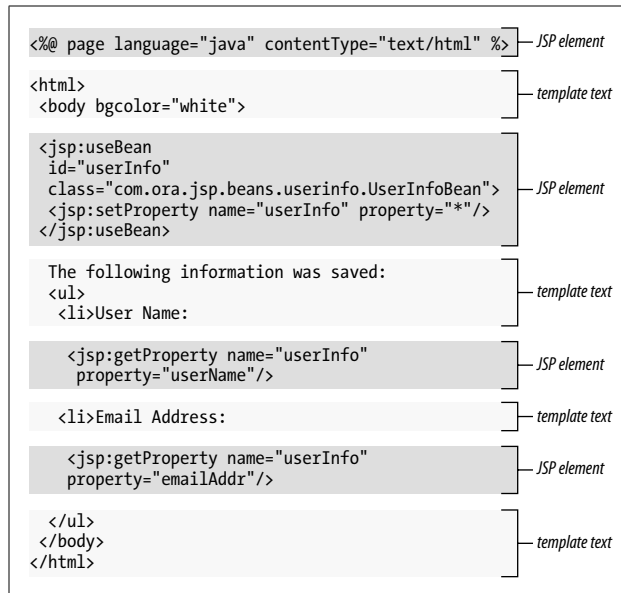 <%@ page language="java" contentType="text/html" %> JSP element
<html>
<body bgcolor="white">
template text
<jsp:useBean
id="userInfo"
class="com.ora.jsp.beans.userinfo.UserInfoBean">
<jsp:setProperty name="userInfo" property="*"/>
</jsp:useBean>
JSP element
The following information was saved:
<ul>
<li>User Name:
template text
<jsp:getProperty name="userInfo"
property="userName"/>
JSP element
<li>Email Address: template text
<jsp:getProperty name="userInfo"
property="emailAddr"/>
JSP element
</ul>
</body>
</html>
template text